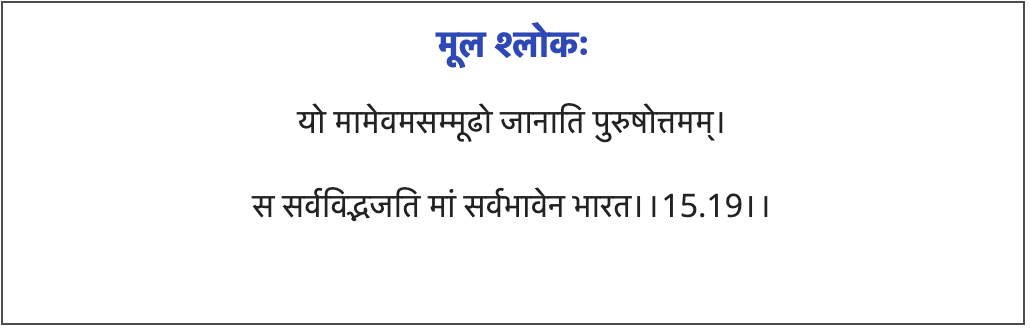 मूल श्लोकः
यो मामेवमसम्मूढो जानाति पुरुषोत्तमम्।
स सर्वविद्भजति मां सर्वभावेन भारत।।15.19।।